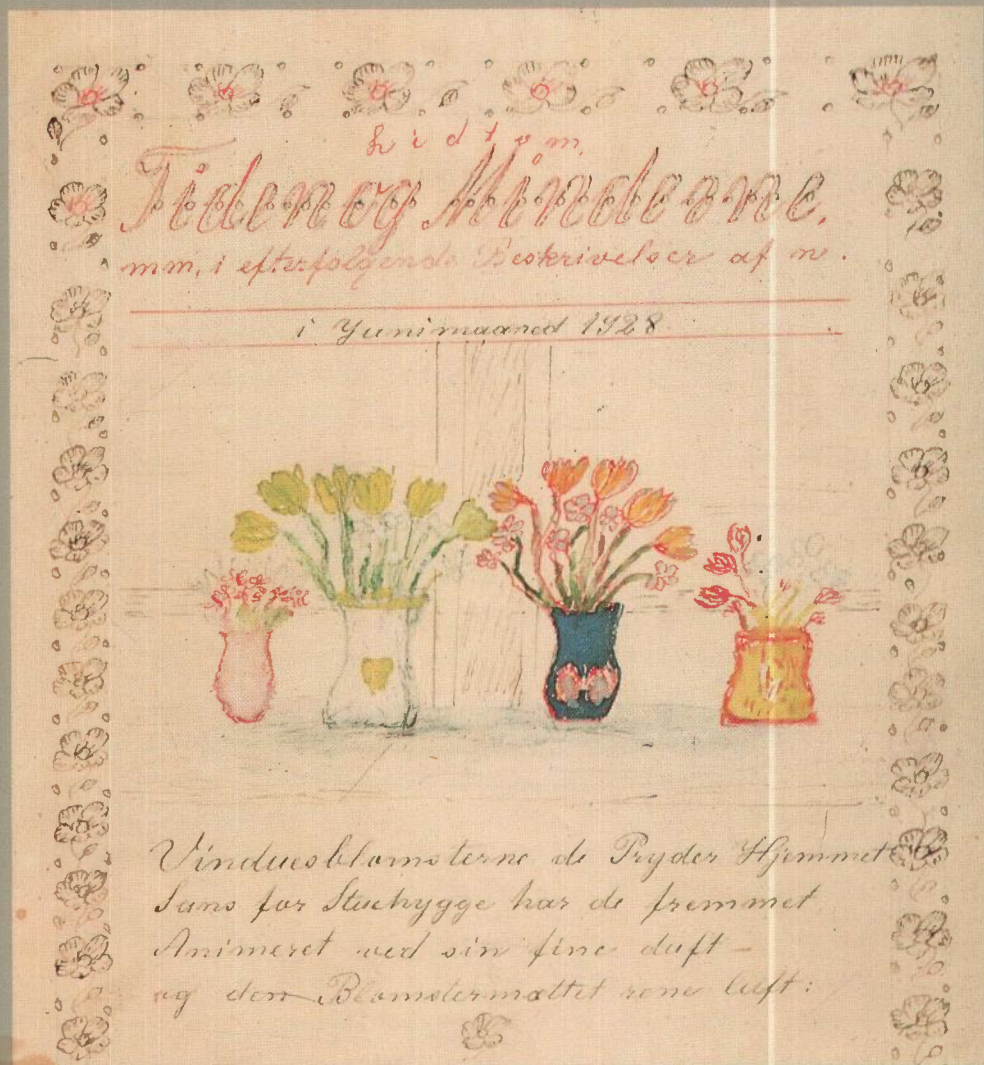 Lidt om
Tiden og Minderne.
mm, i efterfølgende Beskrivelser af n.
i Yunimaaned 1928
Vinduesblomsterne de Pryder Hjemmet
Sans for Stuehygge har de fremmet
Animeret ved sin fine duft –
og den Blomstermættet rene luft: